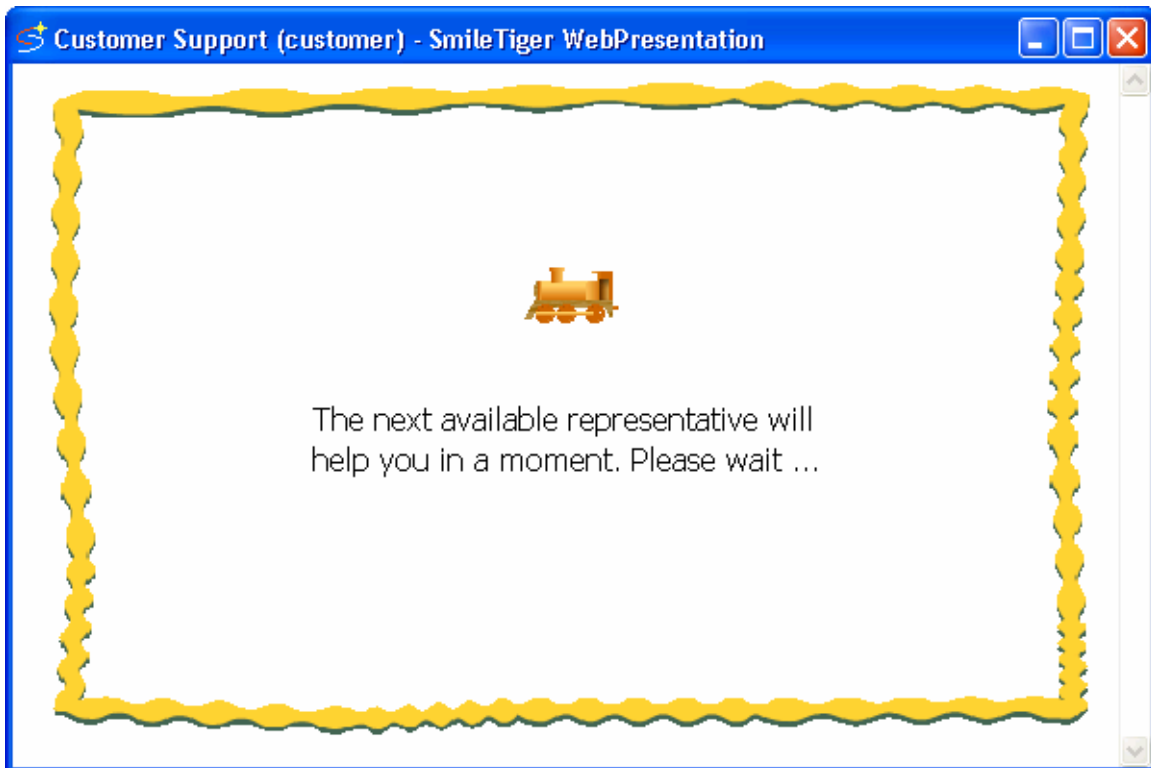 Customer Support (customer) - SmileTiger WebPresentation
The next available representative will
help you in a moment. Please wait ...